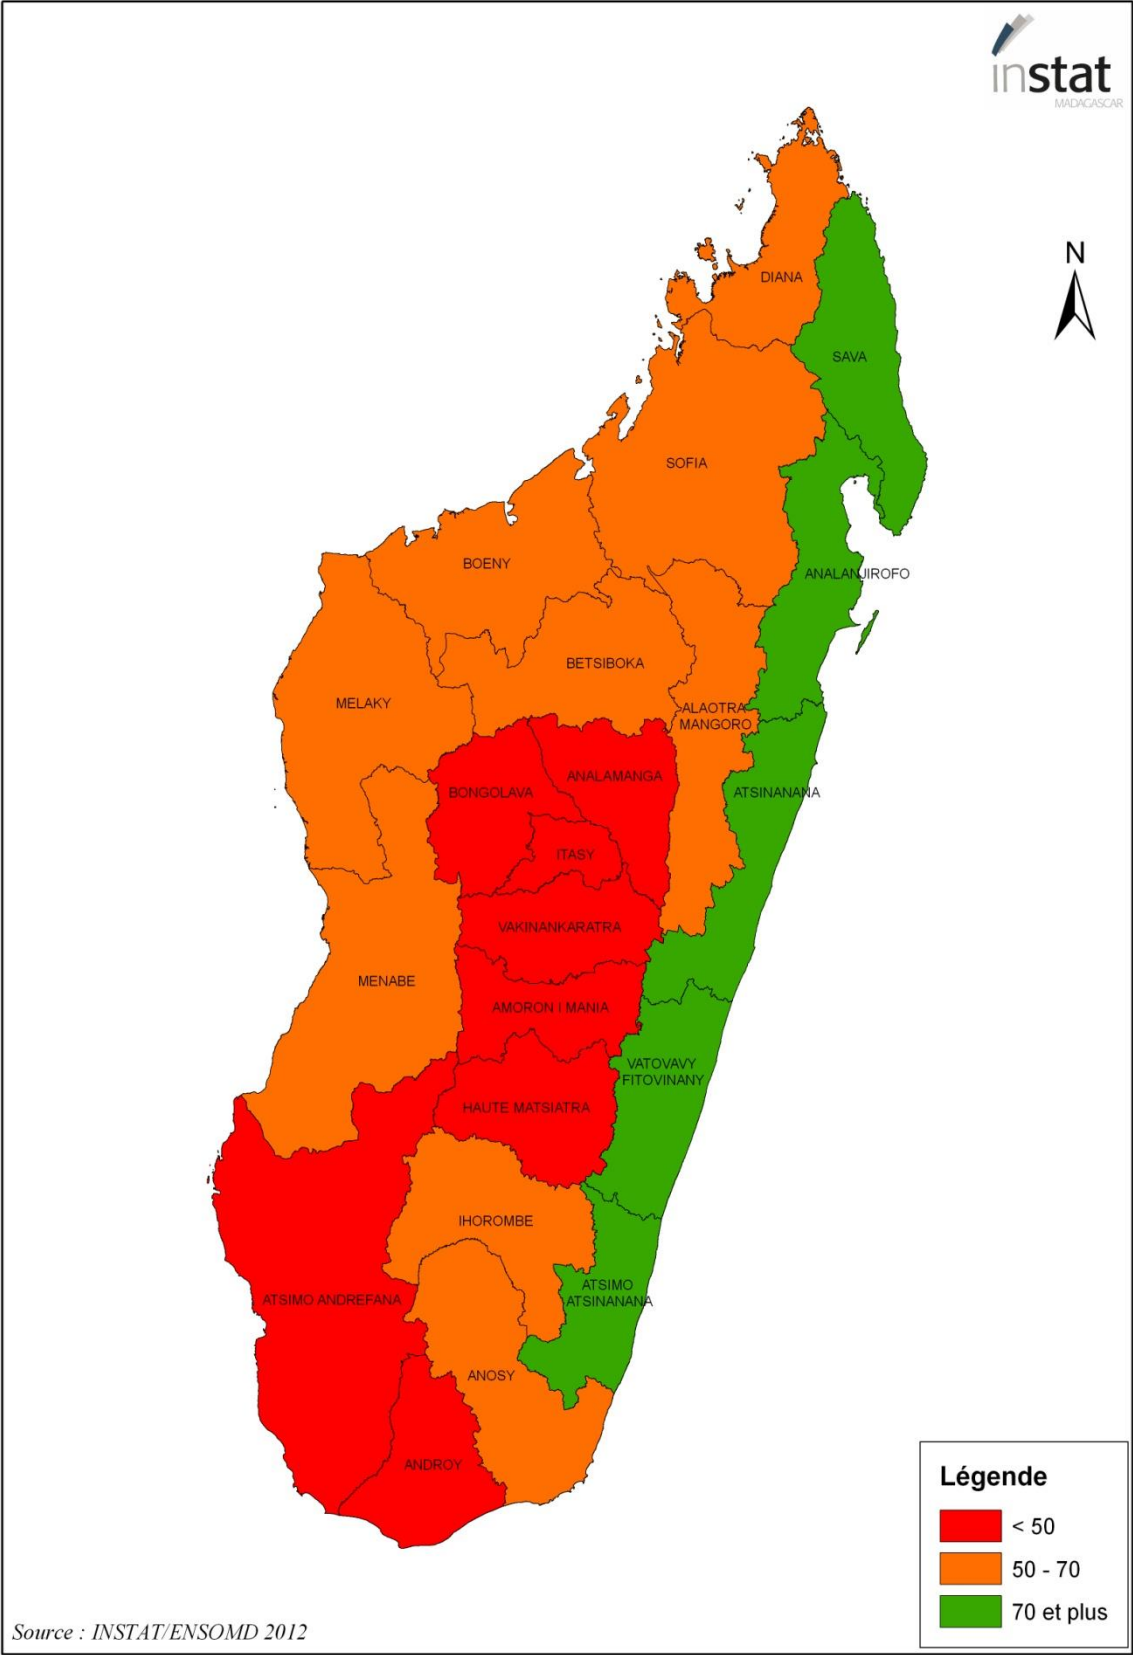 instat
MADAGASCAR
N
DIANA
SAVA
SOFIA
BOENY
ANALANJIROFO
BETSIBOKA
MELAKY
ALAOTRA
MANGORO
ANALAMANGA
BONGOLAVA
ATSINANANA
ITASY
VAKINANKARATRA
MENABE
AMORON I MANIA
VATOVAVY
FITOVINANY
HAUTE MATSIATRA
IHOROMBE
ATSIMO
ATSINANANA
ATSIMO ANDREFANA
ANOSY
ANDROY
Légende
< 50
50 - 70
70 et plus
Source : INSTAT/ENSOMD 2012